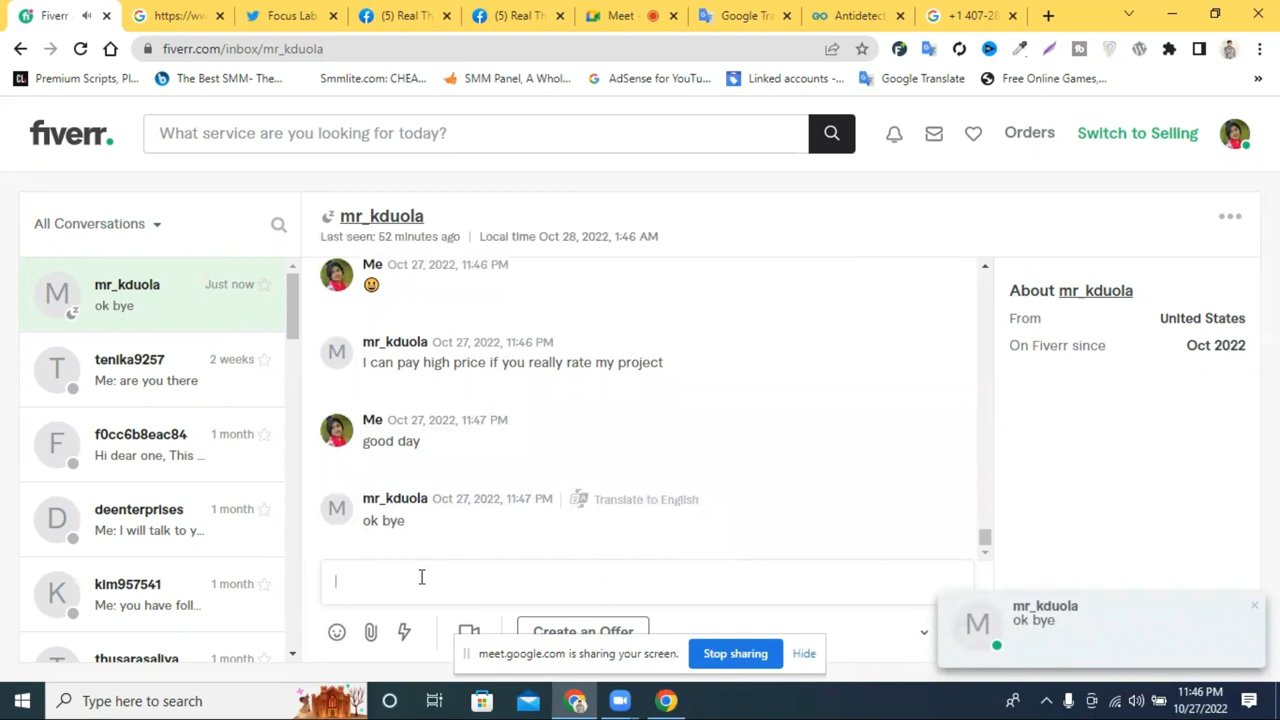 Fiverr
https://ww
Focus Lab
(5) Real Th
(5) Real Th
Meet -
Google Tra
Antidetect
+1 407-28
fiverr.com/inbox/mr_kduola
Premium Scripts, Pl...
The Best SMM- The...
Smmlite.com: CHEA...
SMM Panel, A Whol...
AdSense for YouTu...
Linked accounts -...
Google Translate
Free Online Games,...
»
fiverr.
What service are you looking for today?
Orders
Switch to Selling
All Conversations
mr_kduola
Last seen: 52 minutes ago | Local time Oct 28, 2022, 1:46 AM
mr_kduola
Just now
ok bye
tenika9257
2 weeks
Me: are you there
f0cc6b8eac84
1 month
Hi dear one, This ...
deenterprises
1 month
Me: I will talk to y...
kim957541
1 month
Me: you have foll...
thusarasaliya
1 month
M
T
F
D
K
Me Oct 27, 2022, 11:46 PM
M
mr_kduola Oct 27, 2022, 11:46 PM
I can pay high price if you really rate my project
Me Oct 27, 2022, 11:47 PM
good day
M
mr_kduola Oct 27, 2022, 11:47 PM | Translate to English
ok bye
Create an Offer
About mr_kduola
From United States
On Fiverr since Oct 2022
M
mr_kduola
ok bye
meet.google.com is sharing your screen.
Stop sharing
Hide
Type here to search
11:46 PM
10/27/2022